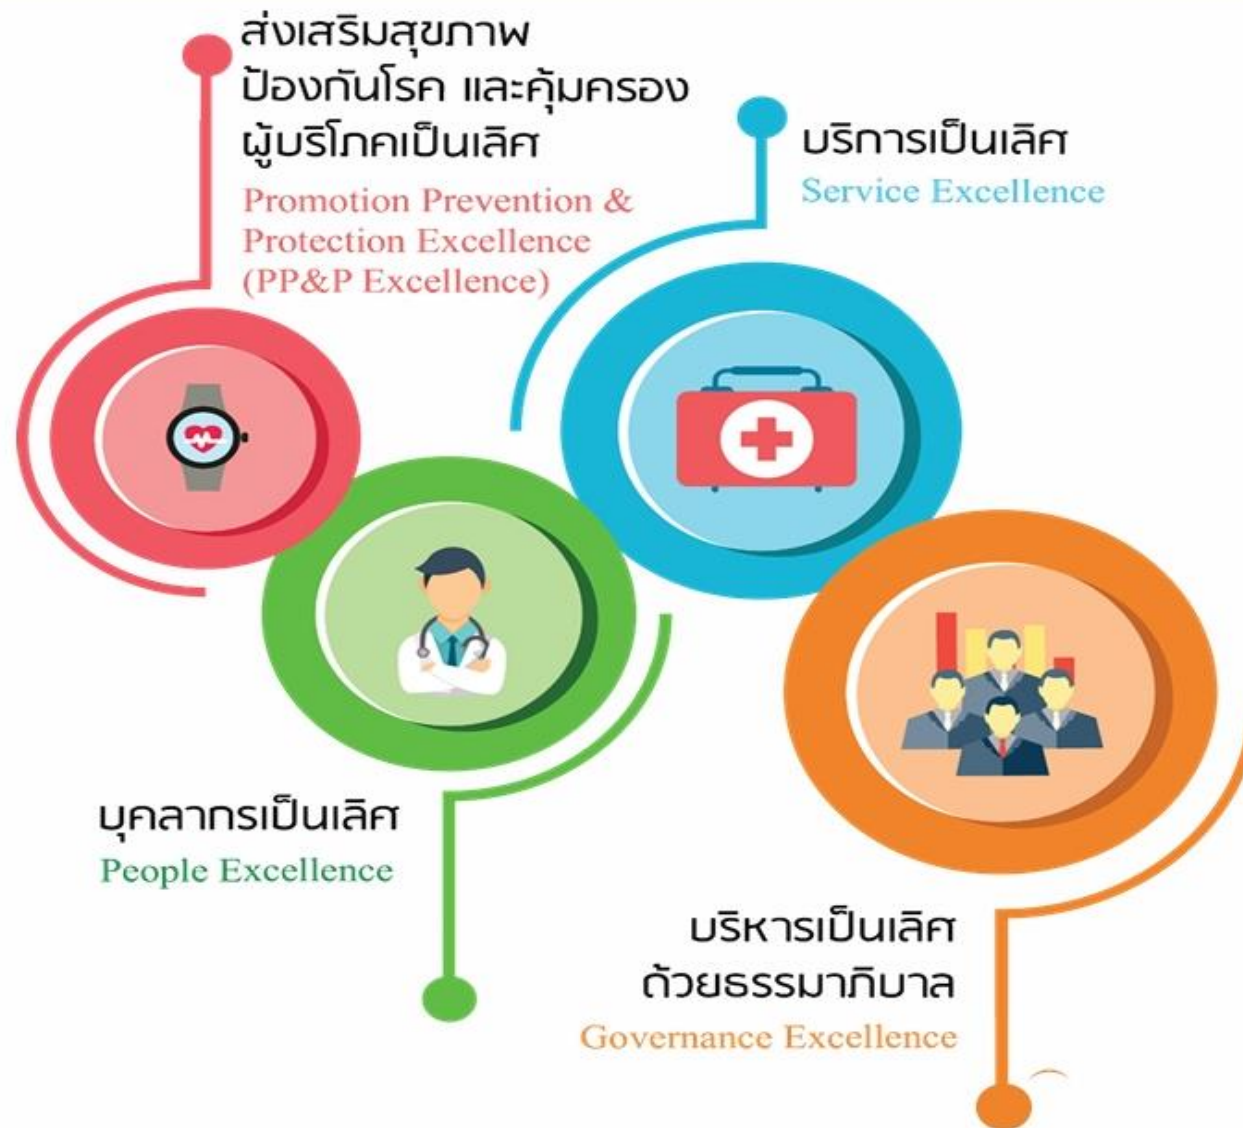 ส่งเสริมสุขภาพ
ป้องกันโรค และคุ้มครอง
ผู้บริโภคเป็นเลิศ
Promotion Prevention &
Protection Excellence
(PP&P Excellence)
บริการเป็นเลิศ
Service Excellence
บุคลากรเป็นเลิศ
People Excellence
บริหารเป็นเลิศ
ด้วยธรรมาภิบาล
Governance Excellence